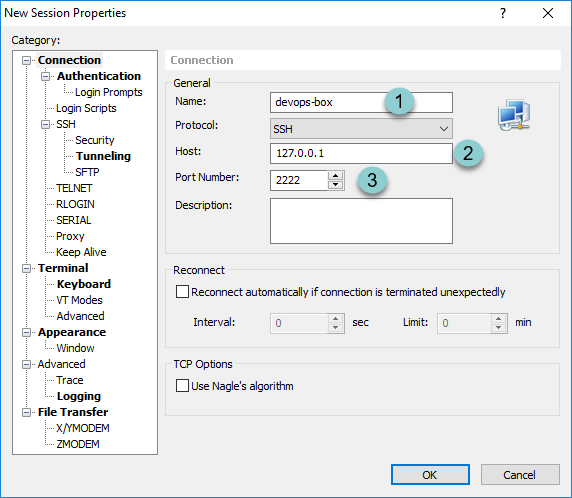 New Session Properties
Category:
Connection
Authentication
Login Prompts
Login Scripts
SSH
Security
Tunneling
SFTP
TELNET
RLOGIN
SERIAL
Proxy
Keep Alive
Terminal
Keyboard
VT Modes
Advanced
Appearance
Window
Advanced
Trace
Logging
File Transfer
X/YMODEM
ZMODEM
Connection
General
Name: devops-box 1
Protocol: SSH
Host: 127.0.0.1 2
Port Number: 2222 3
Description:
Reconnect
Reconnect automatically if connection is terminated unexpectedly
Interval: 0 sec Limit: 0 min
TCP Options
Use Nagle's algorithm
OK Cancel